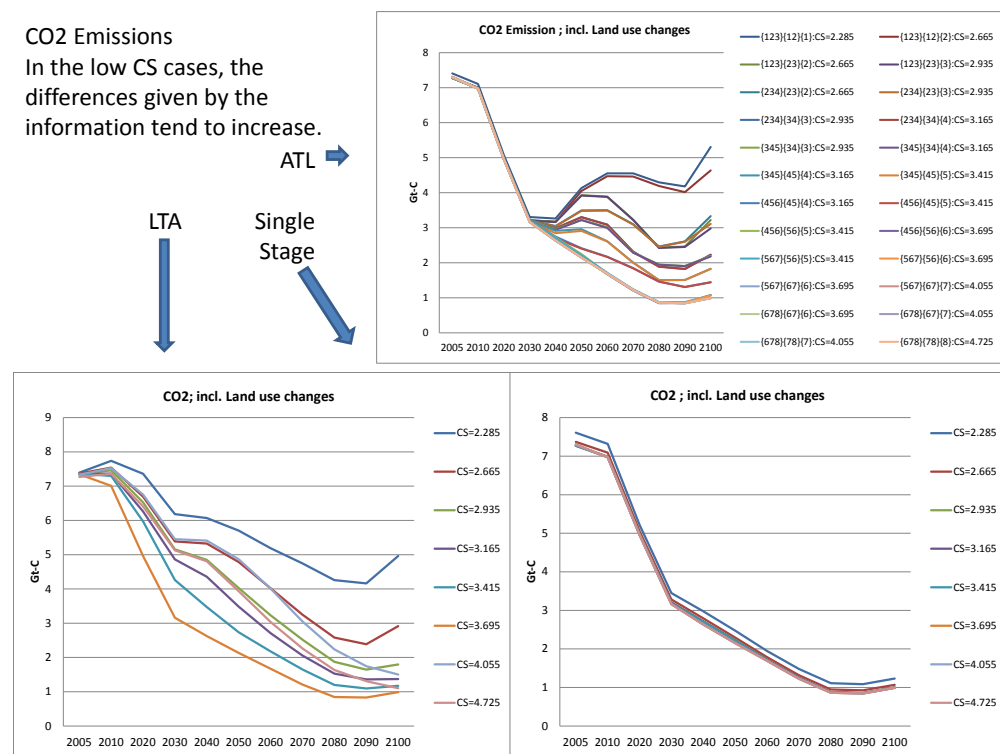 CO2 Emissions
In the low CS cases, the
differences given by the
information tend to increase.
ATL
LTA
Single
Stage
CO2 Emission ; incl. Land use changes
Gt-C
8
7
6
5
4
3
2
1
0
2005 2010 2020 2030 2040 2050 2060 2070 2080 2090 2100
(123}{12}{1}:CS=2.285 (123}{12}{2}:CS=2.665
(123}{23}{2}:CS=2.665 (123}{23}{3}:CS=2.935
(234}{23}{2}:CS=2.665 (234}{23}{3}:CS=2.935
(234}{34}{3}:CS=2.935 (234}{34}{4}:CS=3.165
(345}{34}{3}:CS=2.935 (345}{34}{4}:CS=3.165
(345}{45}{4}:CS=3.165 (345}{45}{5}:CS=3.415
(456}{45}{4}:CS=3.165 (456}{45}{5}:CS=3.415
(456}{56}{5}:CS=3.415 (456}{56}{6}:CS=3.695
(567}{56}{5}:CS=3.415 (567}{56}{6}:CS=3.695
(567}{67}{6}:CS=3.695 (567}{67}{7}:CS=4.055
(678}{67}{6}:CS=3.695 (678}{67}{7}:CS=4.055
(678}{78}{7}:CS=4.055 (678}{78}{8}:CS=4.725
CO2; incl. Land use changes
Gt-C
9
8
7
6
5
4
3
2
1
0
2005 2010 2020 2030 2040 2050 2060 2070 2080 2090 2100
CS=2.285
CS=2.665
CS=2.935
CS=3.165
CS=3.415
CS=3.695
CS=4.055
CS=4.725
CO2 ; incl. Land use changes
Gt-C
8
7
6
5
4
3
2
1
0
2005 2010 2020 2030 2040 2050 2060 2070 2080 2090 2100
CS=2.285
CS=2.665
CS=2.935
CS=3.165
CS=3.415
CS=3.695
CS=4.055
CS=4.725